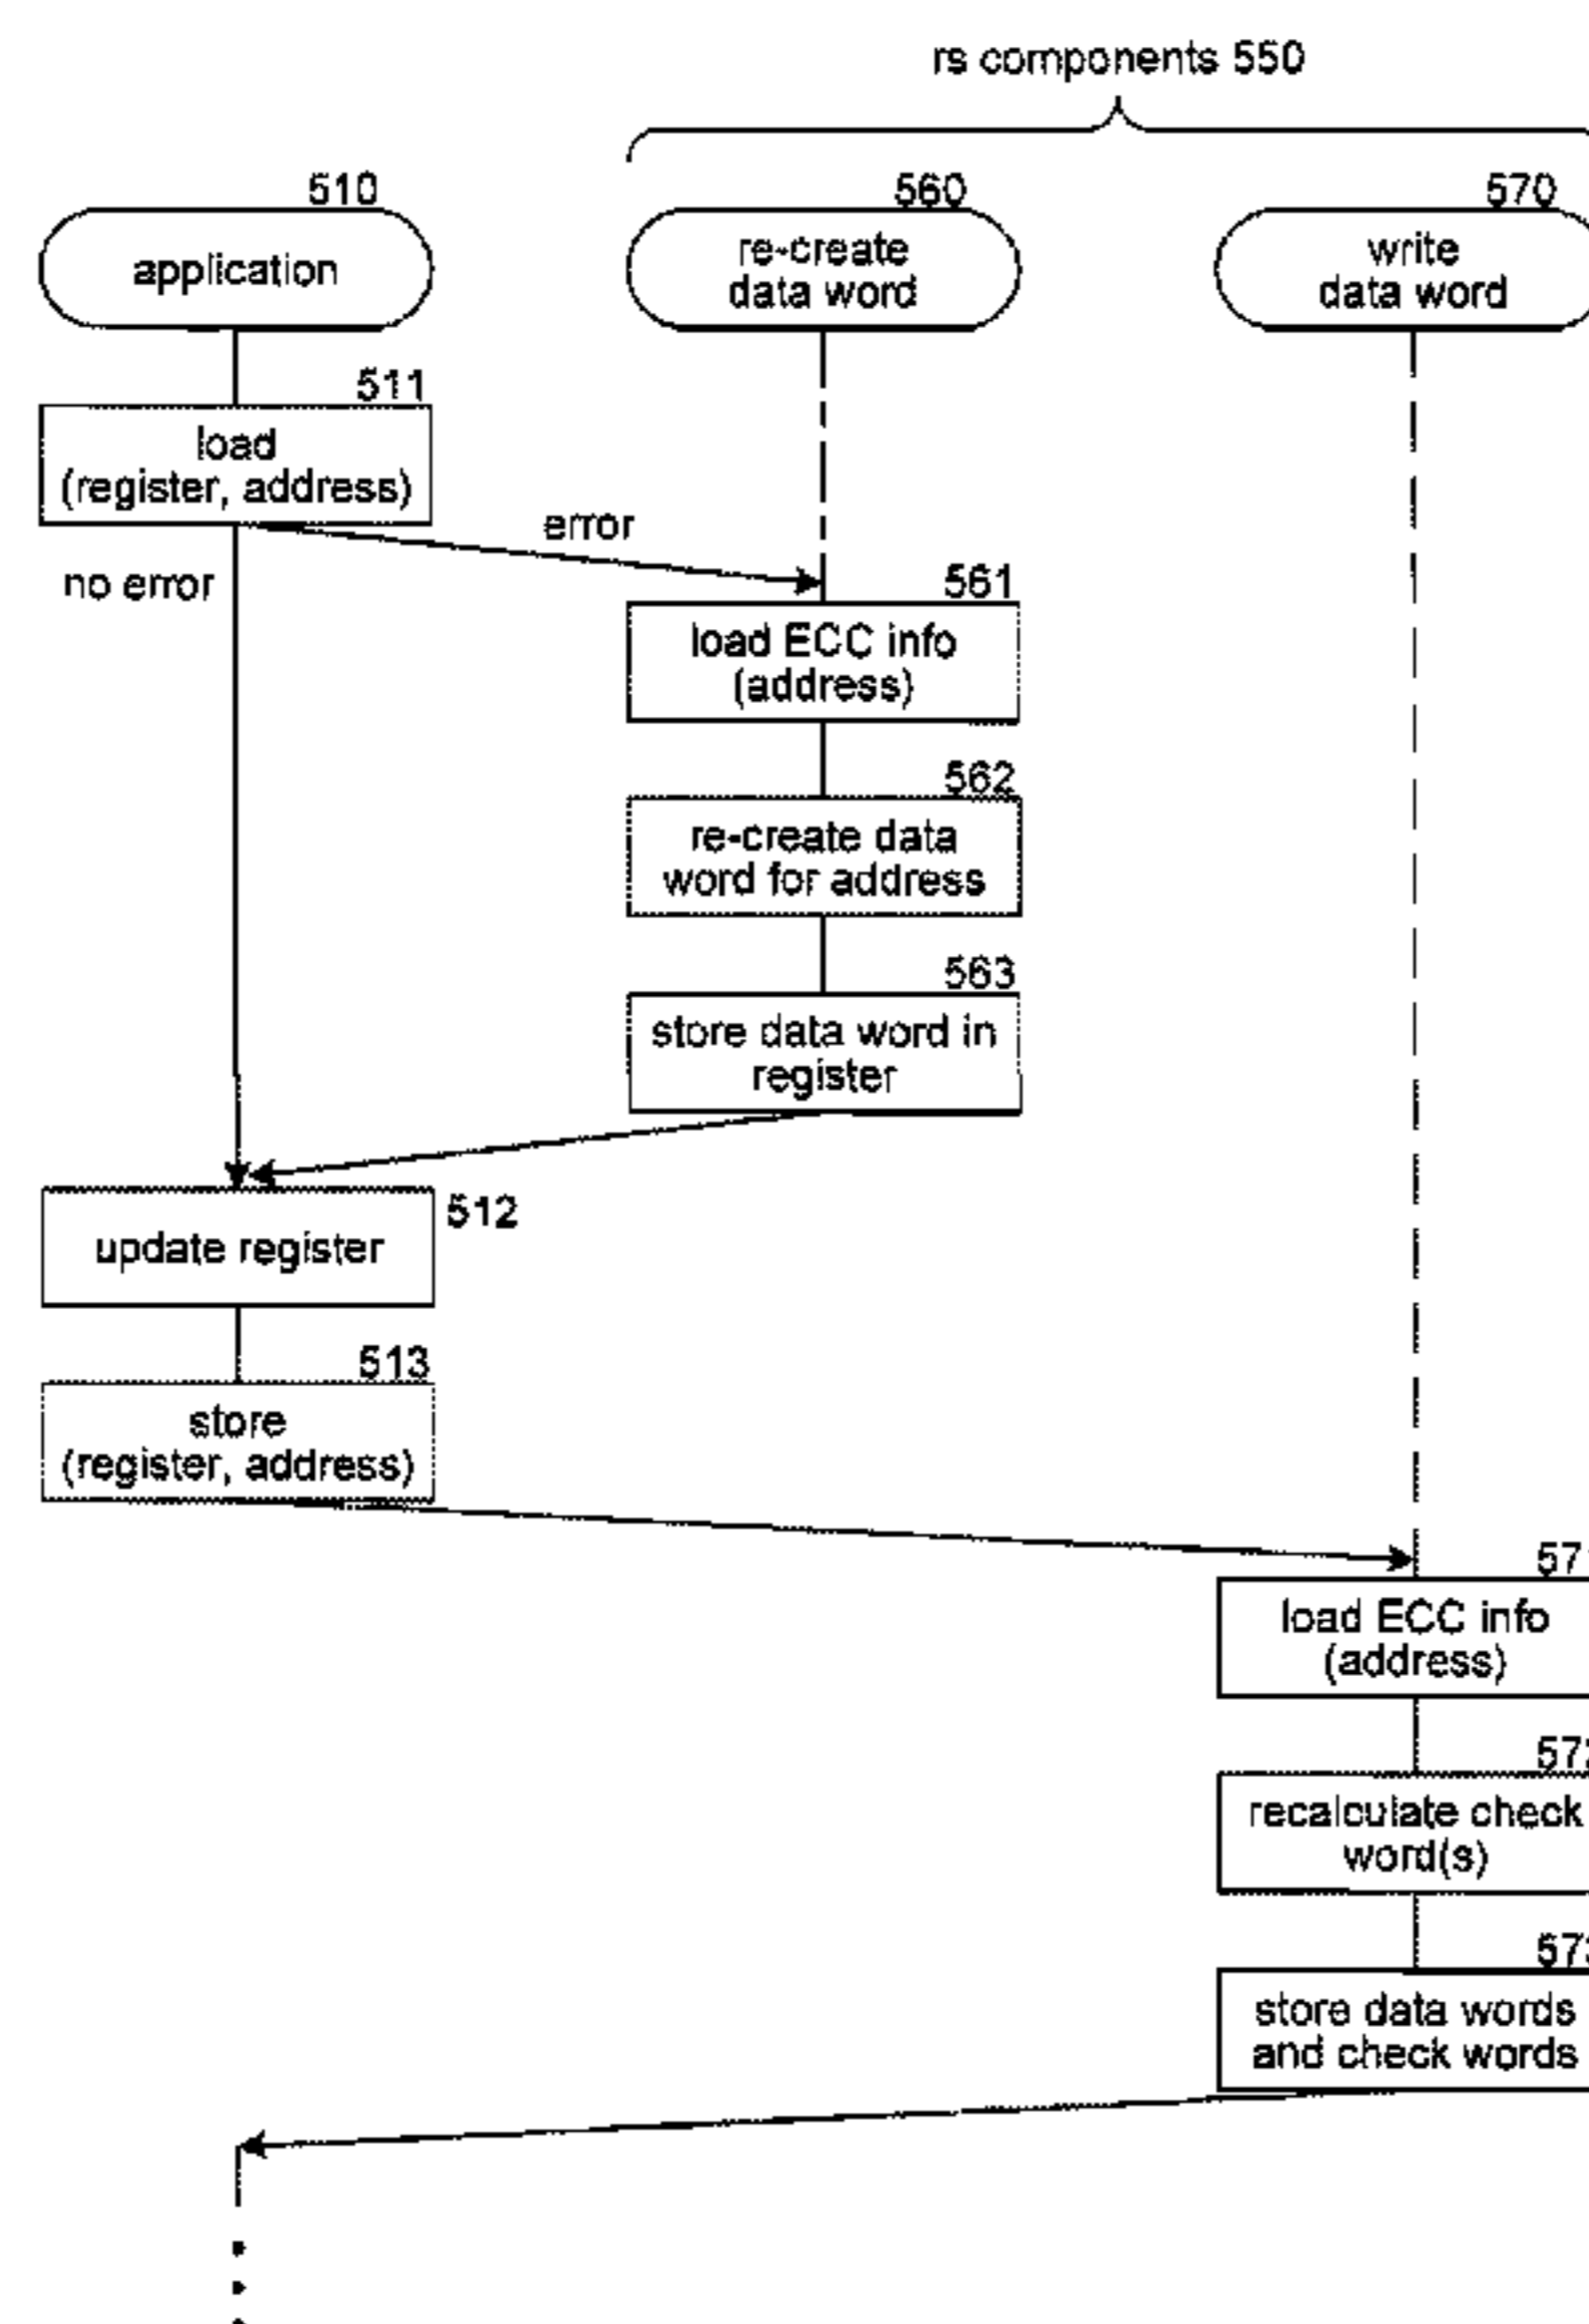 rs components 550
510
560
570
application
re-create
data word
write
data word
511
load
(register, address)
error
no error
561
load ECC info
(address)
562
re-create data
word for address
563
store data word in
register
512
update register
513
store
(register, address)
load ECC info
(address)
recalculate check
word(s)
store data words
and check words